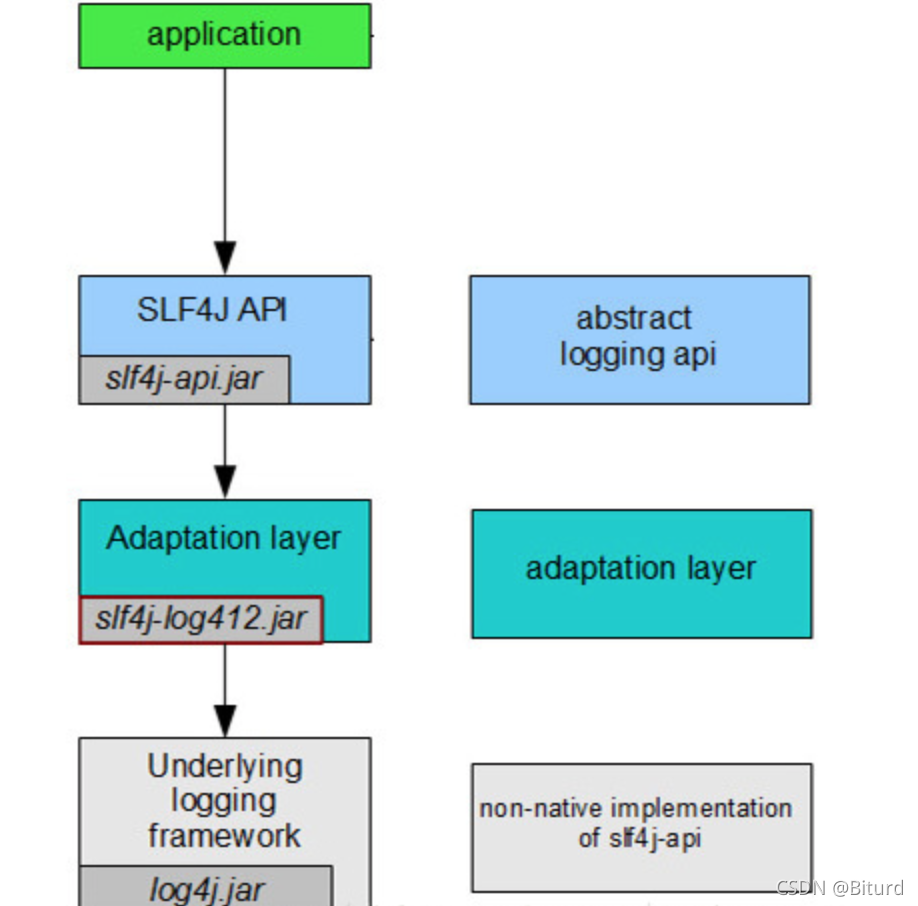 application
SLF4J API
slf4j-api.jar
abstract
logging api
Adaptation layer
slf4j-log412.jar
adaptation layer
Underlying
logging
framework
log4j.jar
non-native implementation
of slf4j-api
CSDN @Biturd